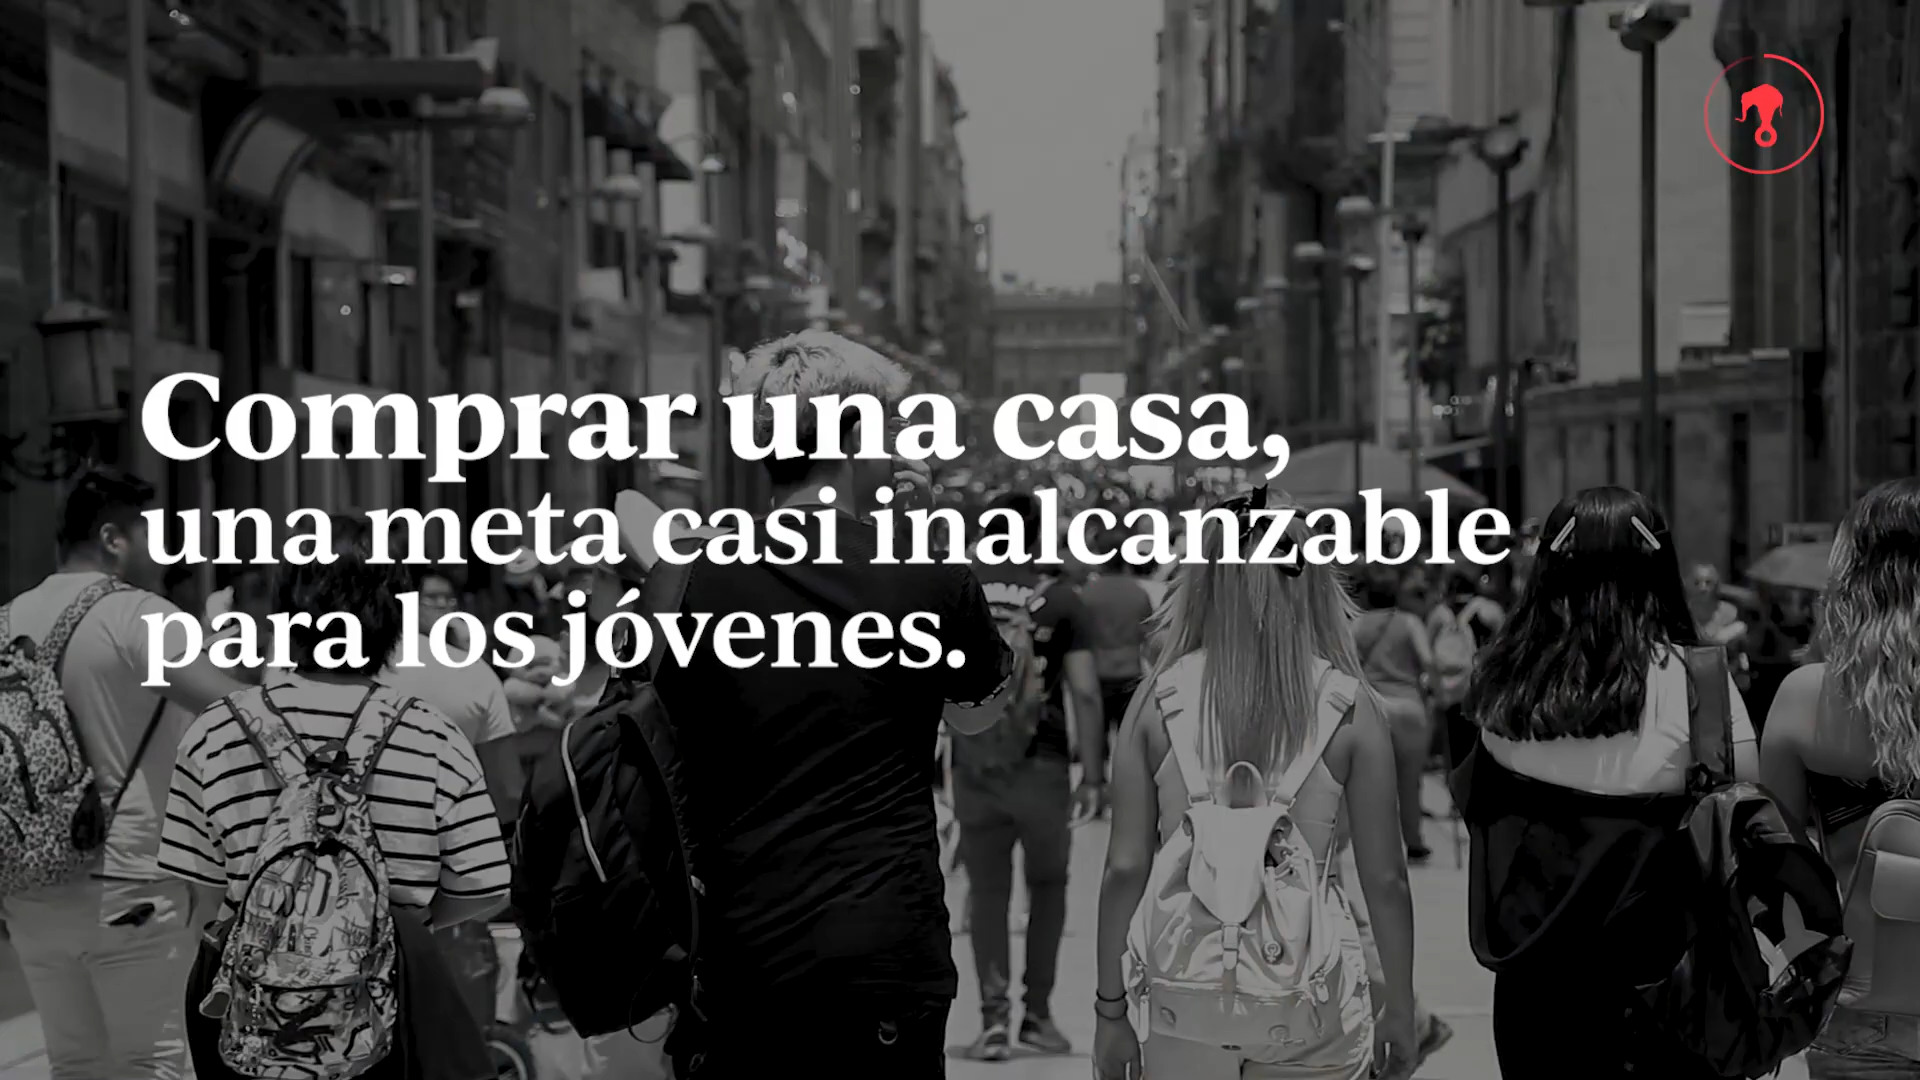 Comprar una casa,
una meta casi inalcanzable
para los jóvenes.